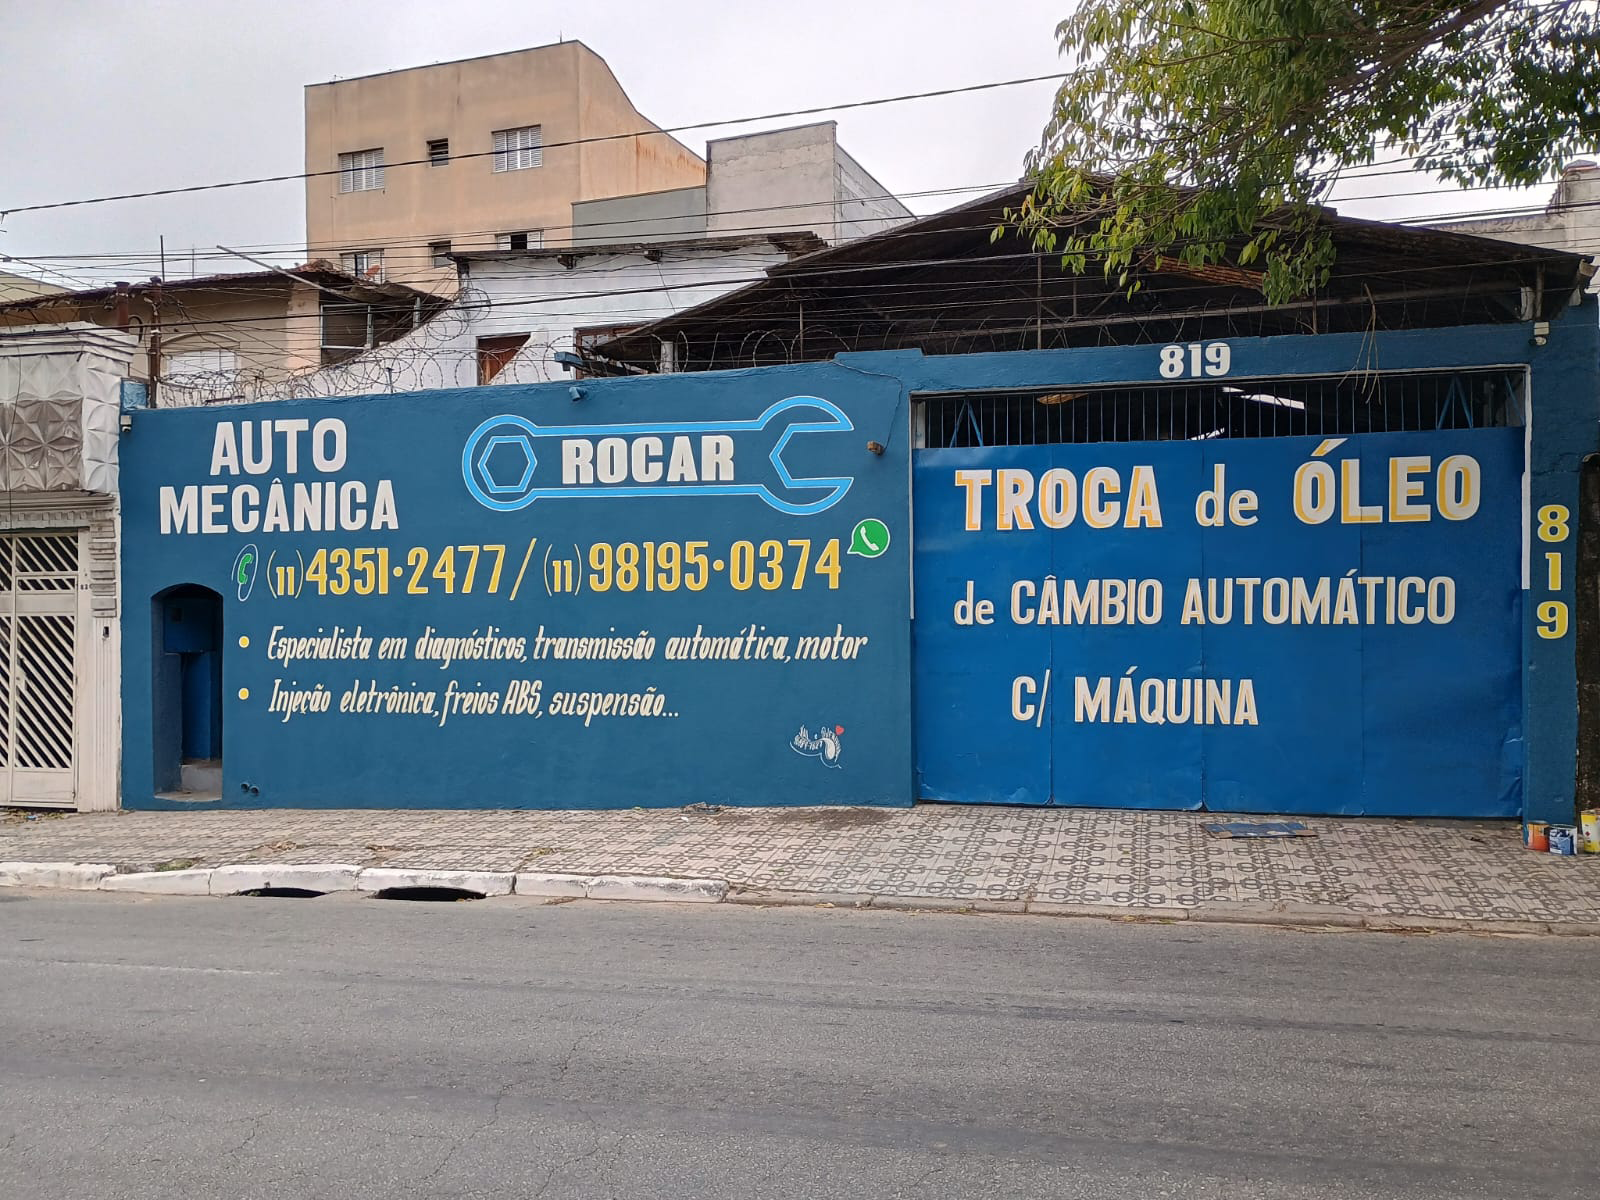 819
AUTO
MECÂNICA
ROCAR
(11) 4351·2477 / (11) 98195·0374
• Especialista em diagnósticos, transmissão automática, motor
• Injeção eletrônica, freios ABS, suspensão...
TROCA de ÓLEO
de CÂMBIO AUTOMÁTICO
C/ MÁQUINA
819